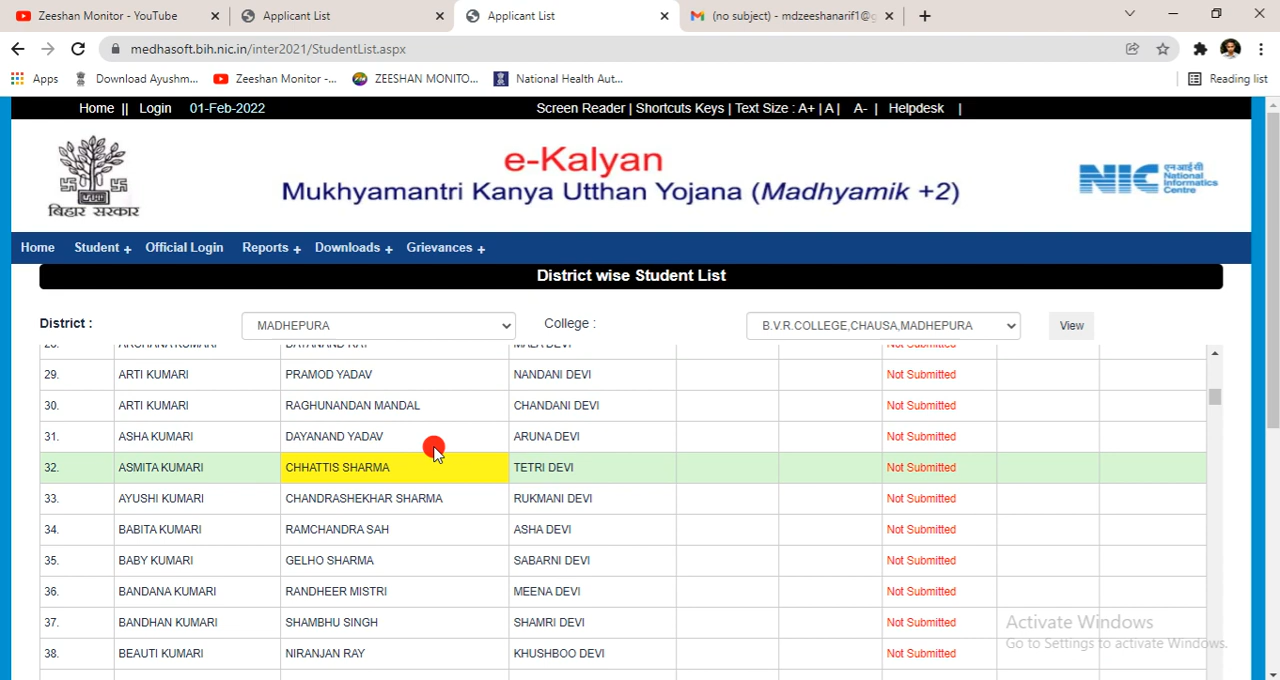 Zeeshan Monitor - YouTube
Applicant List
Applicant List
(no subject) - mdzeeshanarif1@g
medhasoft.bih.nic.in/inter2021/StudentList.aspx
Apps Download Ayushm... Zeeshan Monitor -... ZEESHAN MONITO... National Health Aut... Reading list
Home || Login 01-Feb-2022 Screen Reader | Shortcuts Keys | Text Size : A+ | A | A- | Helpdesk |
e-Kalyan
Mukhyamantri Kanya Utthan Yojana (Madhyamik +2)
बिहार सरकार
NIC एनआईसी National Informatics Centre
Home Student + Official Login Reports + Downloads + Grievances +
District wise Student List
District : MADHEPURA College : B.V.R.COLLEGE,CHAUSA,MADHEPURA View
29. ARTI KUMARI PRAMOD YADAV NANDANI DEVI Not Submitted
30. ARTI KUMARI RAGHUNANDAN MANDAL CHANDANI DEVI Not Submitted
31. ASHA KUMARI DAYANAND YADAV ARUNA DEVI Not Submitted
32. ASMITA KUMARI CHHATTIS SHARMA TETRI DEVI Not Submitted
33. AYUSHI KUMARI CHANDRASHEKHAR SHARMA RUKMANI DEVI Not Submitted
34. BABITA KUMARI RAMCHANDRA SAH ASHA DEVI Not Submitted
35. BABY KUMARI GELHO SHARMA SABARNI DEVI Not Submitted
36. BANDANA KUMARI RANDHEER MISTRI MEENA DEVI Not Submitted
37. BANDHAN KUMARI SHAMBHU SINGH SHAMRI DEVI Not Submitted
38. BEAUTI KUMARI NIRANJAN RAY KHUSHBOO DEVI Not Submitted
Activate Windows
Go to Settings to activate Windows.